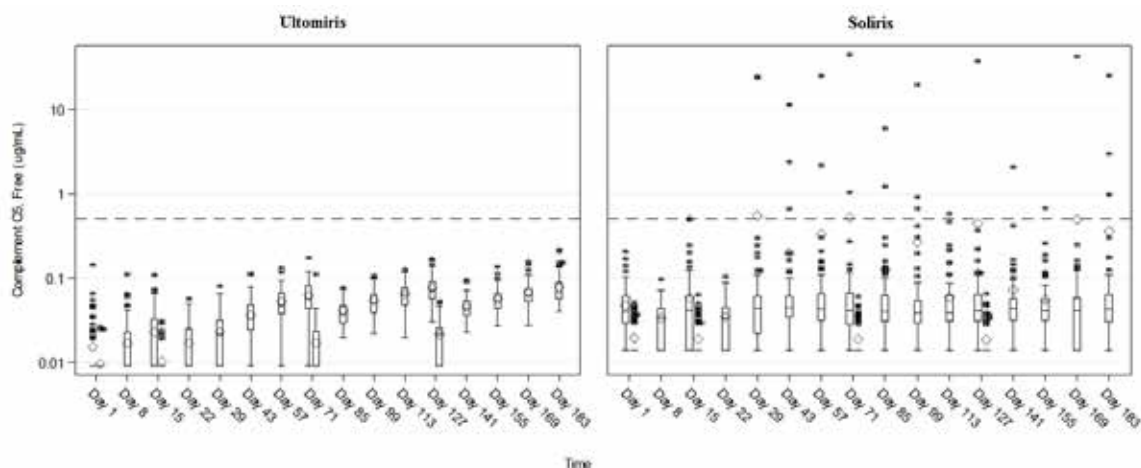 Ultomiris
Soliris
Complement C5, Free (ug/mL)
10
1
0.1
0.01
Day 1
Day 8
Day 15
Day 22
Day 29
Day 43
Day 57
Day 71
Day 85
Day 99
Day 113
Day 127
Day 141
Day 155
Day 169
Day 183
Day 1
Day 8
Day 15
Day 22
Day 29
Day 43
Day 57
Day 71
Day 85
Day 99
Day 113
Day 127
Day 141
Day 155
Day 169
Day 183
Time